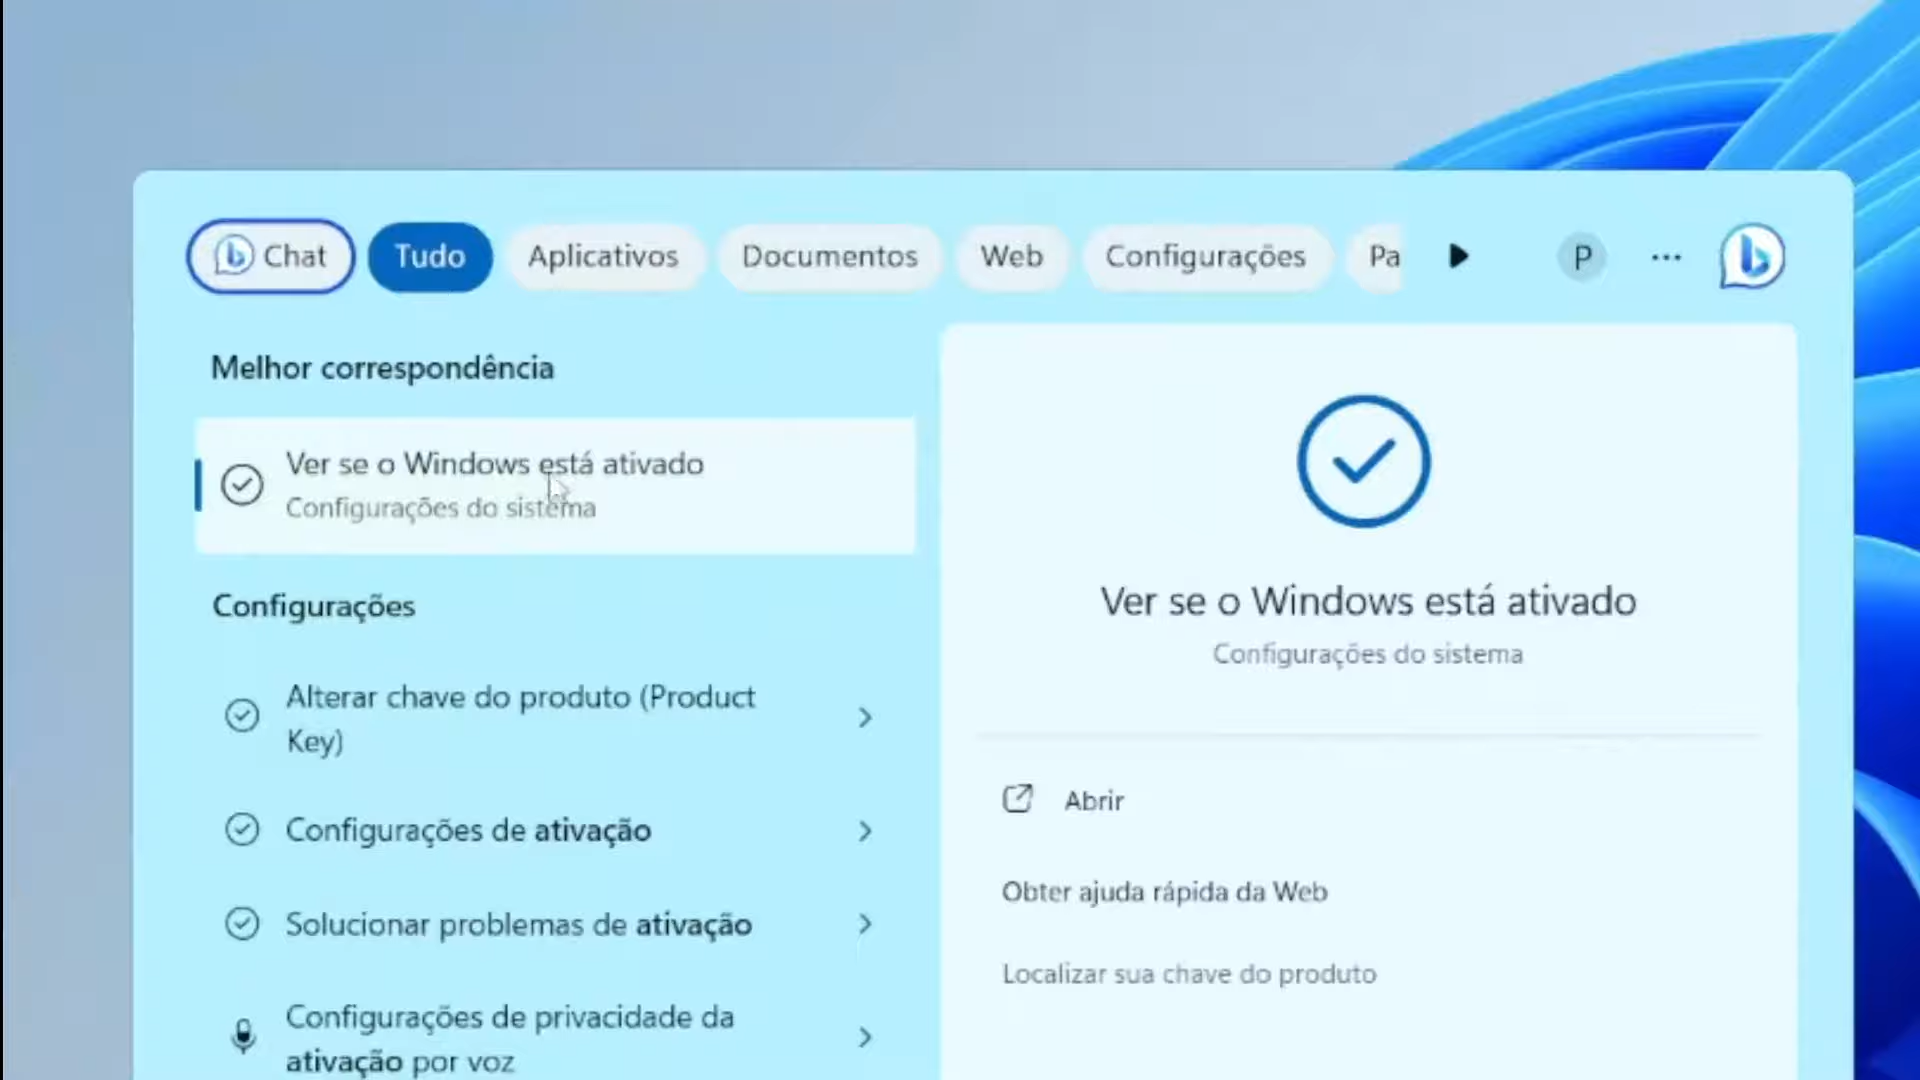 Chat
Tudo
Aplicativos
Documentos
Web
Configurações
Pa
P
Melhor correspondência
Ver se o Windows está ativado
Configurações do sistema
Configurações
Alterar chave do produto (Product
Key)
Configurações de ativação
Solucionar problemas de ativação
Configurações de privacidade da
ativação por voz
Ver se o Windows está ativado
Configurações do sistema
Abrir
Obter ajuda rápida da Web
Localizar sua chave do produto